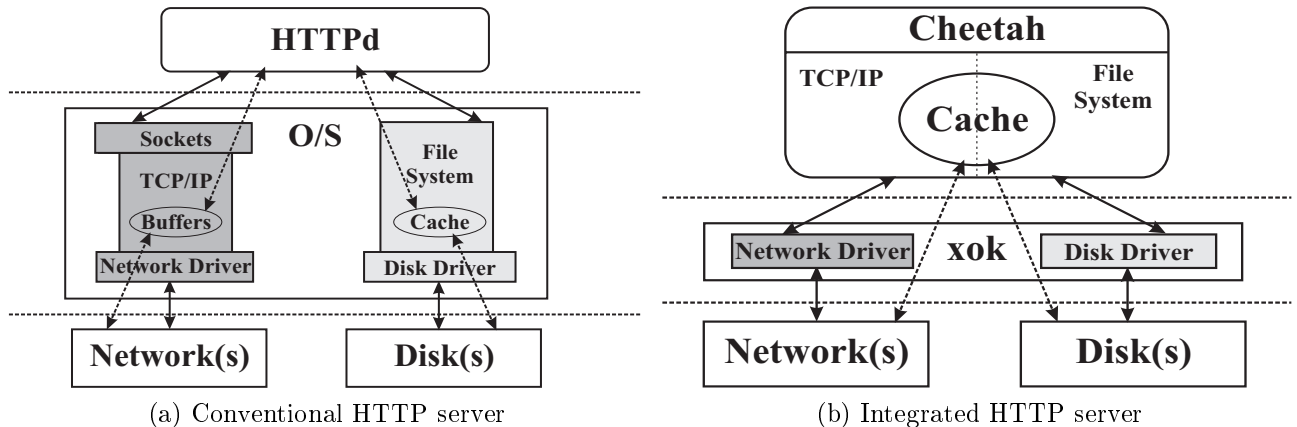 HTTPd
O/S
Sockets
TCP/IP
Buffers
Network Driver
File
System
Cache
Disk Driver
Network(s)
Disk(s)
(a) Conventional HTTP server
Cheetah
TCP/IP
File
System
Cache
Network Driver
xok
Disk Driver
Network(s)
Disk(s)
(b) Integrated HTTP server